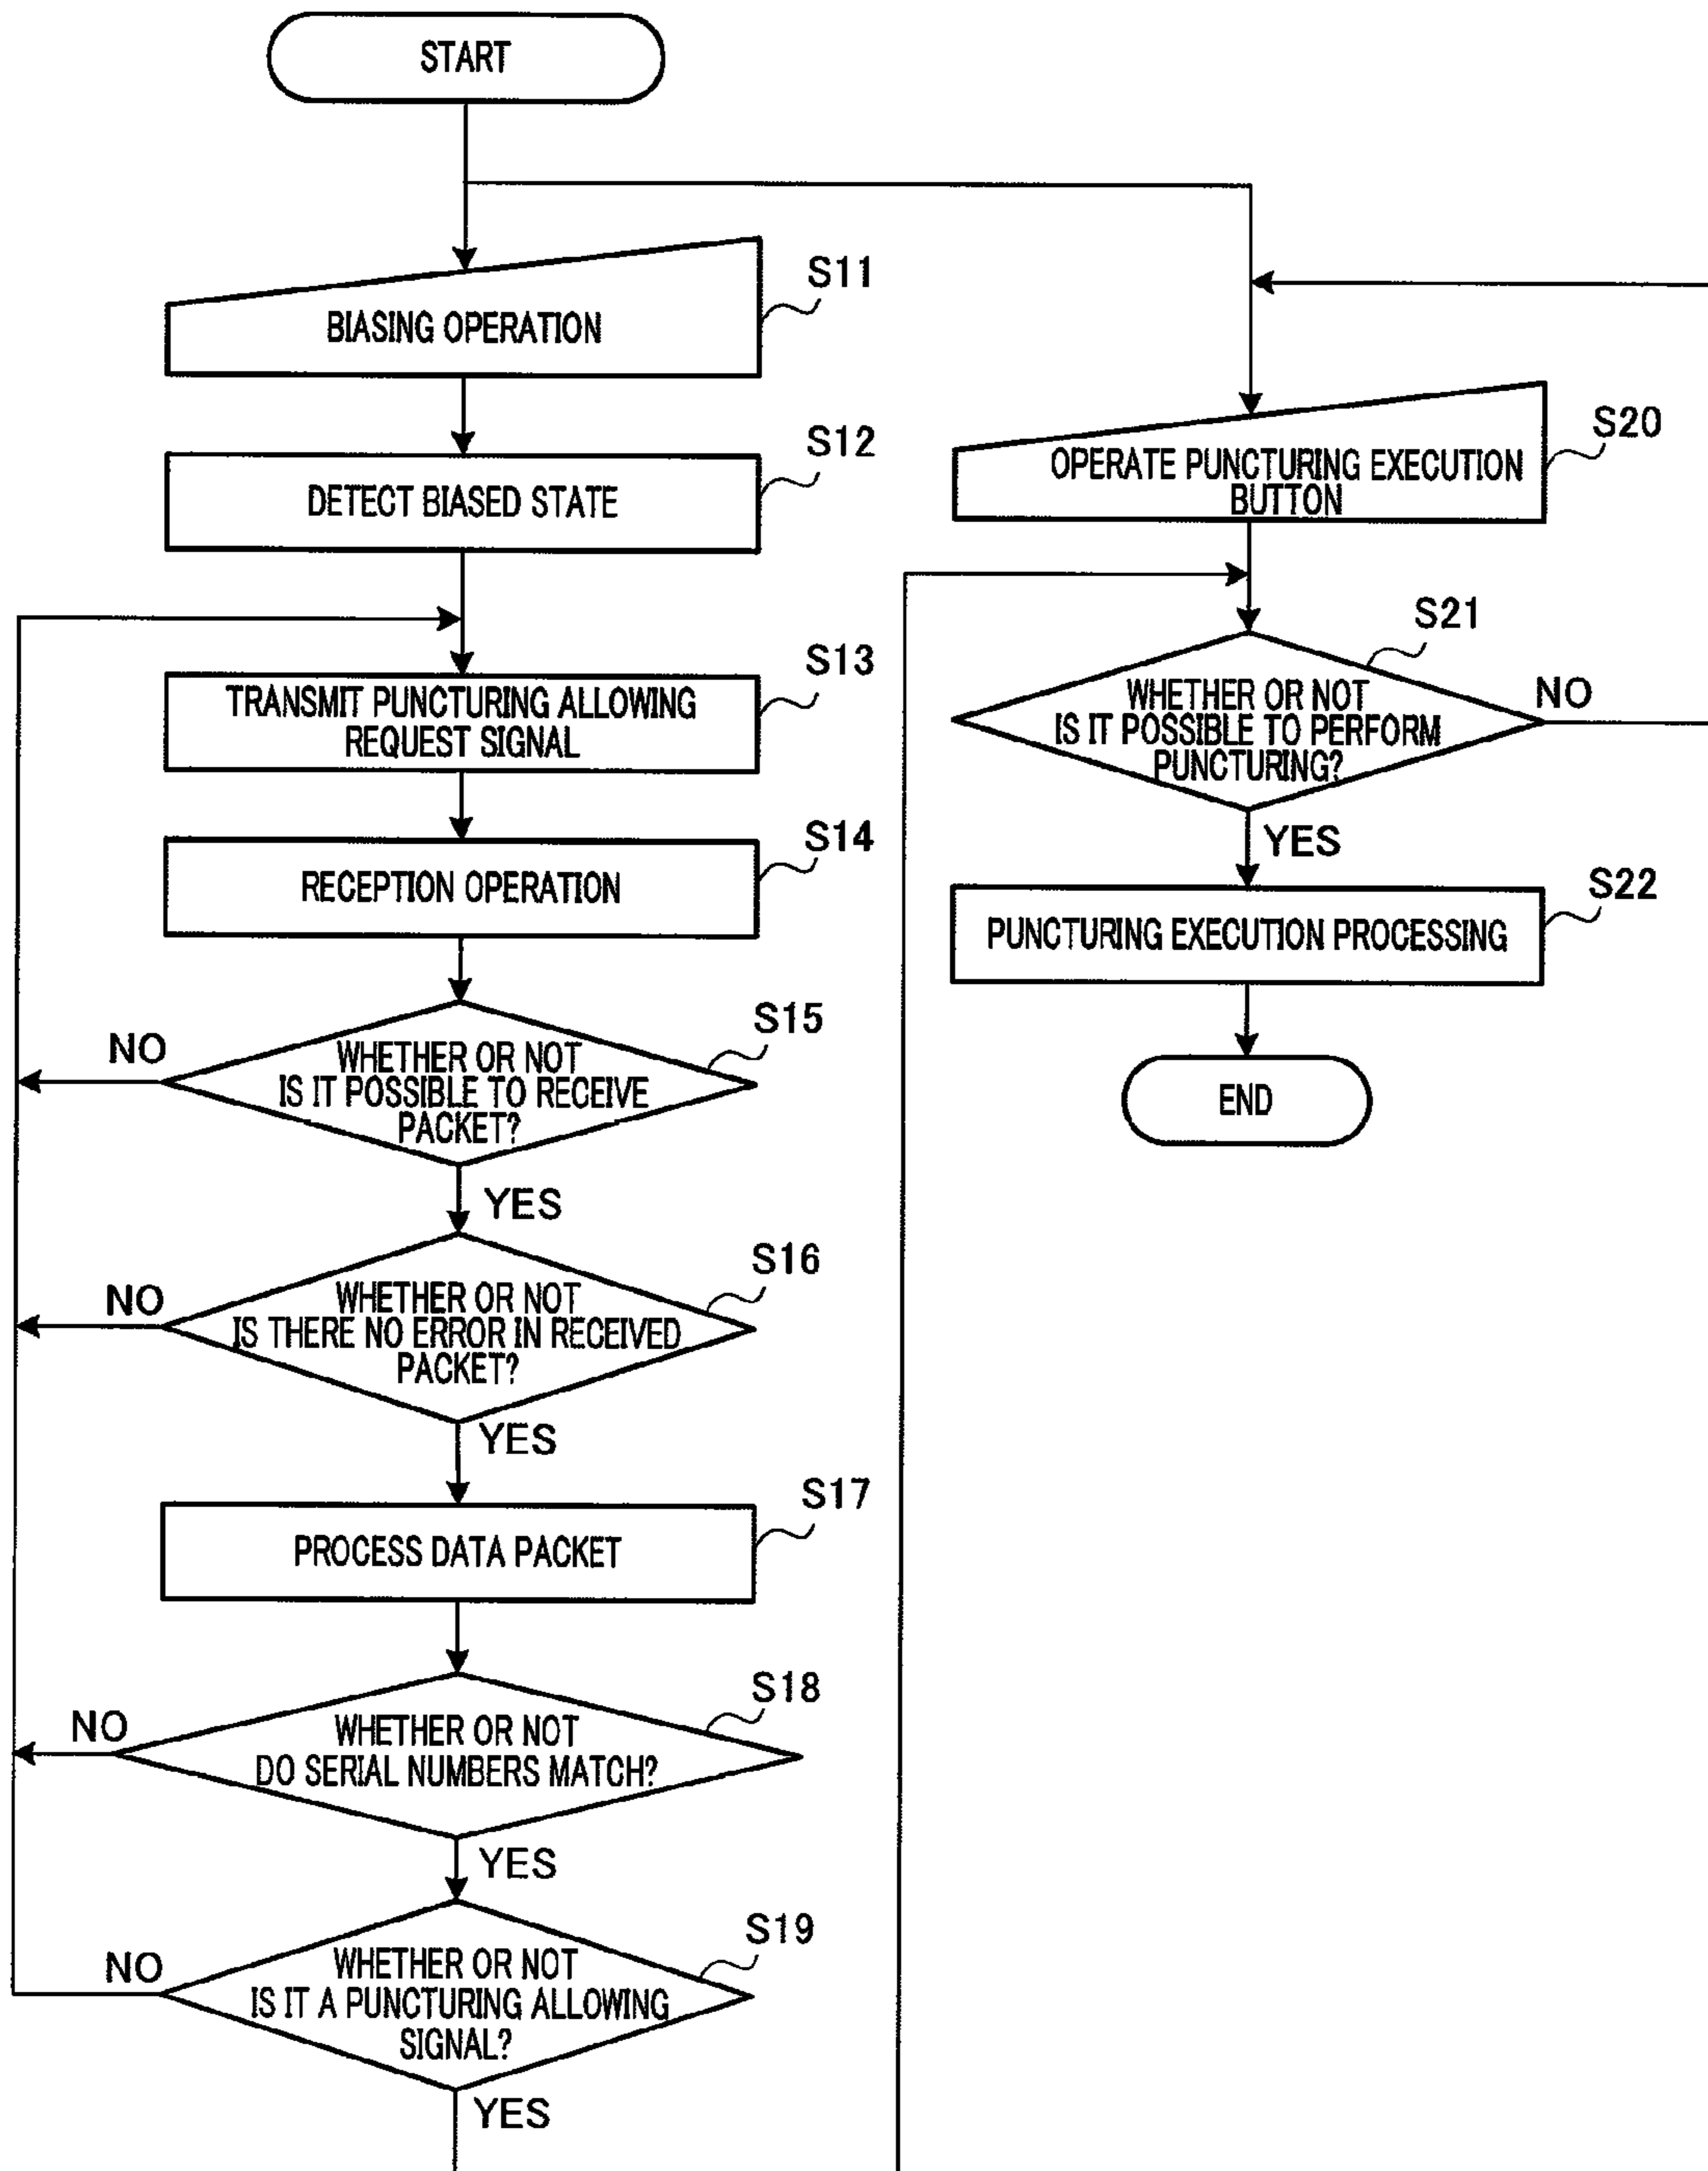 START
BIASING OPERATION
S11
DETECT BIASED STATE
S12
TRANSMIT PUNCTURING ALLOWING
REQUEST SIGNAL
S13
RECEPTION OPERATION
S14
WHETHER OR NOT
IS IT POSSIBLE TO RECEIVE
PACKET?
S15
NO
YES
WHETHER OR NOT
IS THERE NO ERROR IN RECEIVED
PACKET?
S16
NO
YES
PROCESS DATA PACKET
S17
WHETHER OR NOT
DO SERIAL NUMBERS MATCH?
S18
NO
YES
WHETHER OR NOT
IS IT A PUNCTURING ALLOWING
SIGNAL?
S19
NO
YES
OPERATE PUNCTURING EXECUTION
BUTTON
S20
WHETHER OR NOT
IS IT POSSIBLE TO PERFORM
PUNCTURING?
S21
NO
YES
PUNCTURING EXECUTION PROCESSING
S22
END